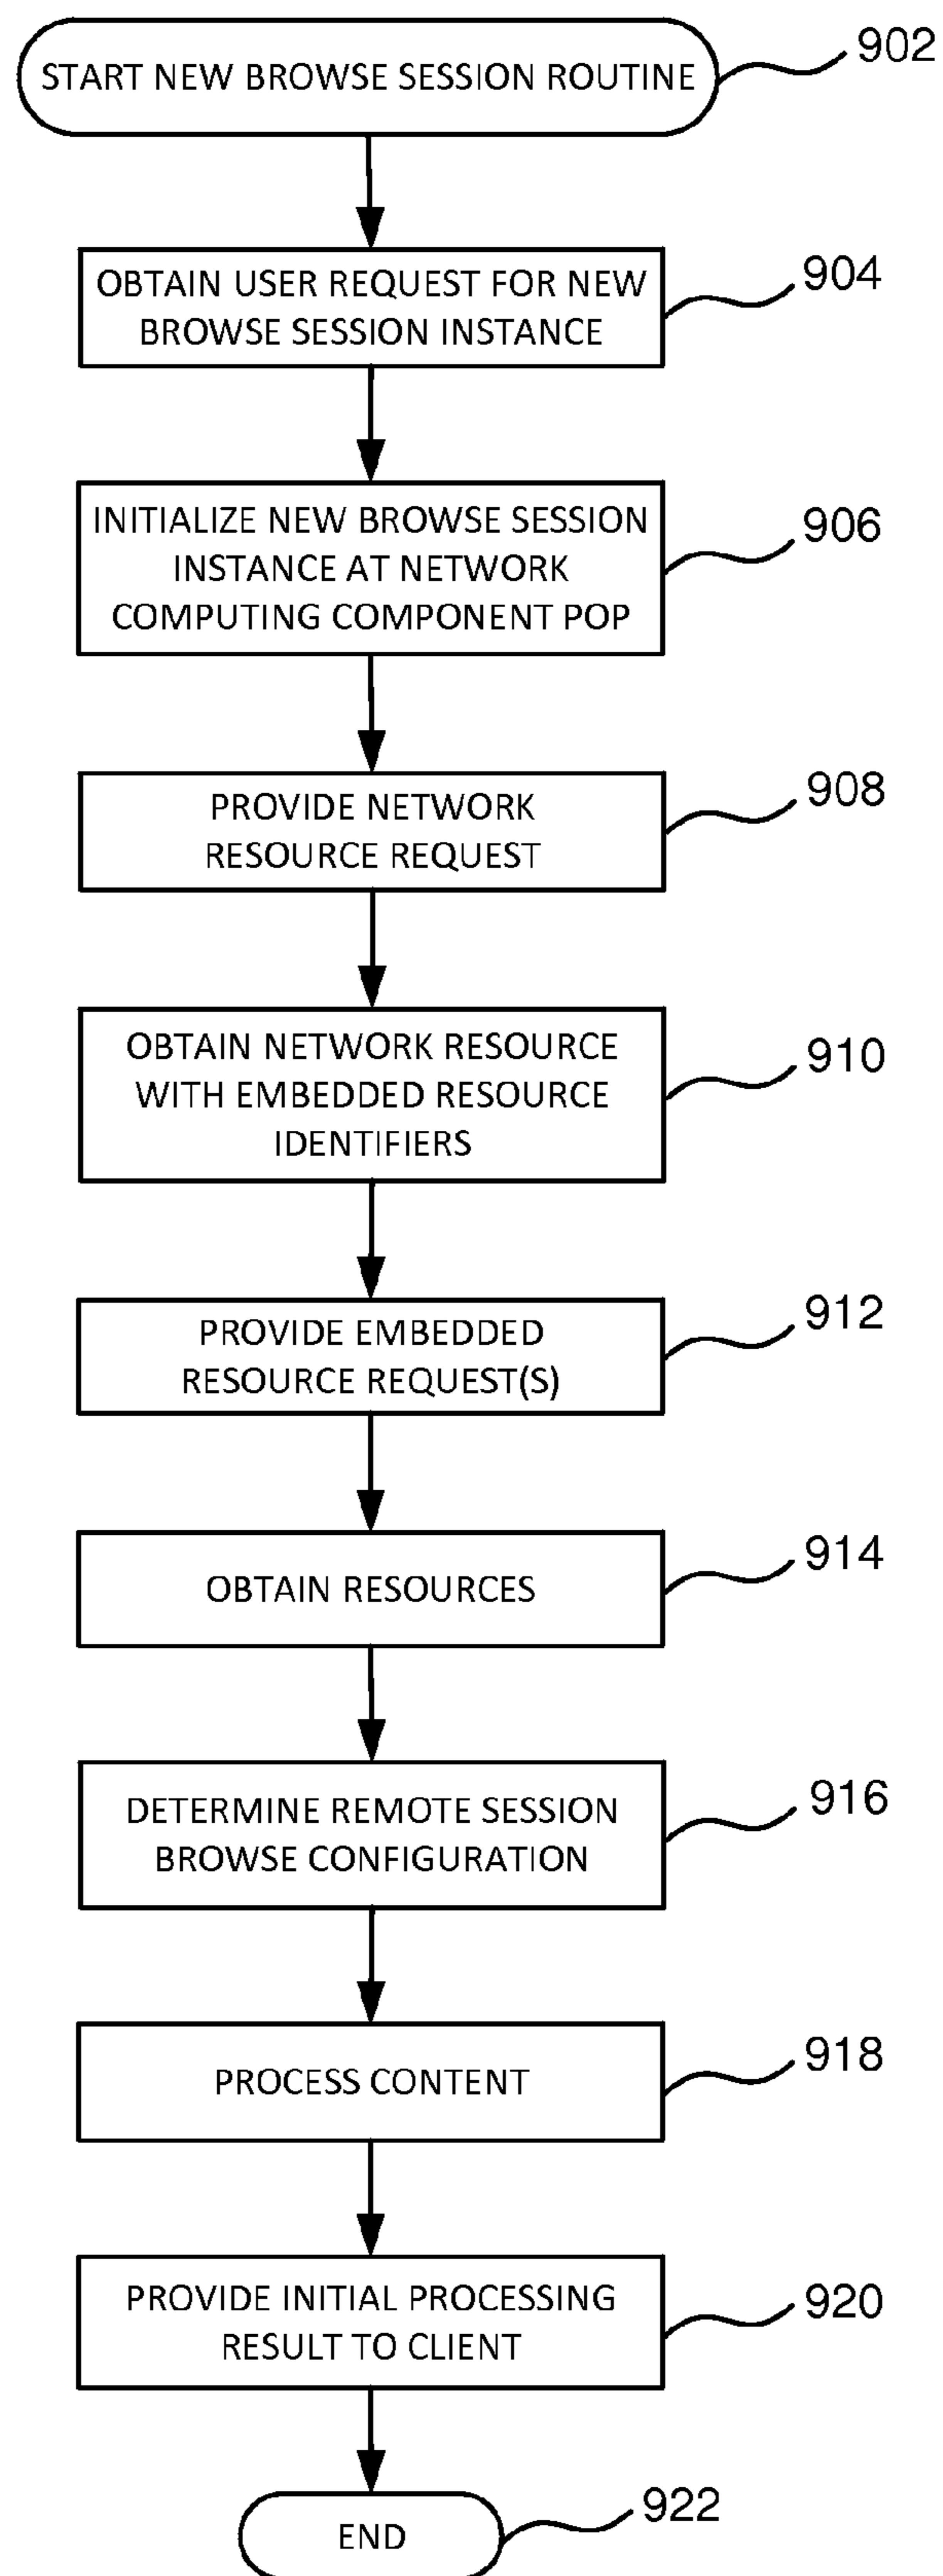 START NEW BROWSE SESSION ROUTINE
902
OBTAIN USER REQUEST FOR NEW
BROWSE SESSION INSTANCE
904
INITIALIZE NEW BROWSE SESSION
INSTANCE AT NETWORK
COMPUTING COMPONENT POP
906
PROVIDE NETWORK
RESOURCE REQUEST
908
OBTAIN NETWORK RESOURCE
WITH EMBEDDED RESOURCE
IDENTIFIERS
910
PROVIDE EMBEDDED
RESOURCE REQUEST(S)
912
OBTAIN RESOURCES
914
DETERMINE REMOTE SESSION
BROWSE CONFIGURATION
916
PROCESS CONTENT
918
PROVIDE INITIAL PROCESSING
RESULT TO CLIENT
920
END
922